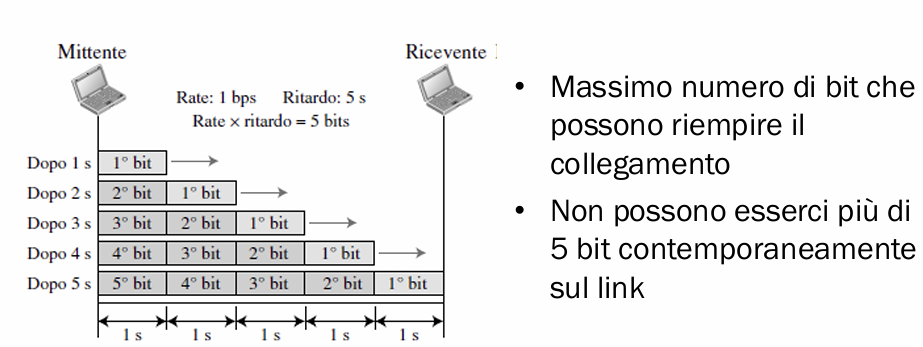 Mittente
Ricevente
Rate: 1 bps Ritardo: 5 s
Rate × ritardo = 5 bits
Dopo 1 s 1° bit
Dopo 2 s 2° bit 1° bit
Dopo 3 s 3° bit 2° bit 1° bit
Dopo 4 s 4° bit 3° bit 2° bit 1° bit
Dopo 5 s 5° bit 4° bit 3° bit 2° bit 1° bit
1 s 1 s 1 s 1 s 1 s
• Massimo numero di bit che
possono riempire il
collegamento
• Non possono esserci più di
5 bit contemporaneamente
sul link